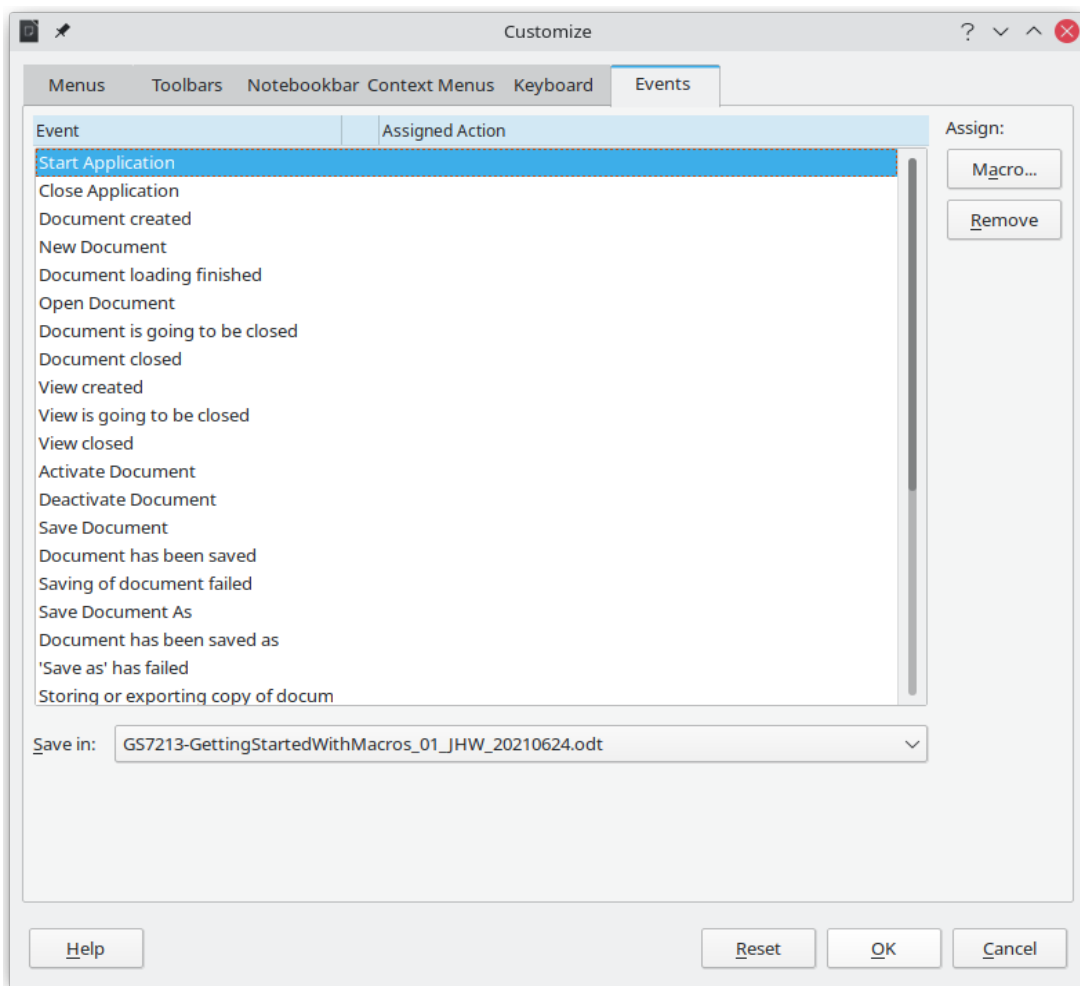 Customize
?
Menus Toolbars Notebookbar Context Menus Keyboard Events
Event Assigned Action
Assign:
Start Application
Macro...
Close Application
Document created
Remove
New Document
Document loading finished
Open Document
Document is going to be closed
Document closed
View created
View is going to be closed
View closed
Activate Document
Deactivate Document
Save Document
Document has been saved
Saving of document failed
Save Document As
Document has been saved as
'Save as' has failed
Storing or exporting copy of docum
Save in: GS7213-GettingStartedWithMacros_01_JHW_20210624.odt
Help Reset OK Cancel